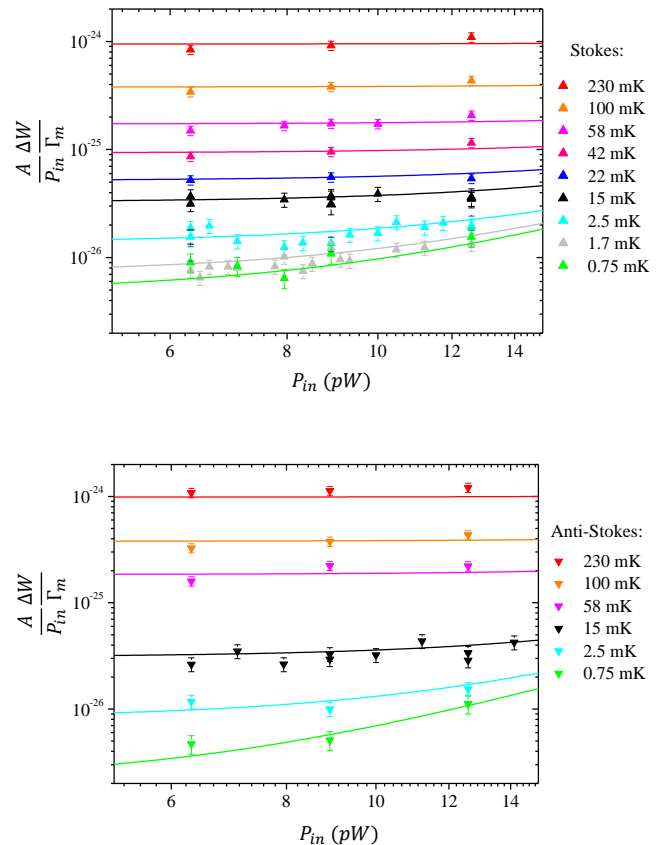 10⁻²⁴
10⁻²⁵
10⁻²⁶
A ΔW
P_in Γ_m
6 8 10 12 14
P_in (pW)
Stokes:
230 mK
100 mK
58 mK
42 mK
22 mK
15 mK
2.5 mK
1.7 mK
0.75 mK
10⁻²⁴
10⁻²⁵
10⁻²⁶
A ΔW
P_in Γ_m
6 8 10 12 14
P_in (pW)
Anti-Stokes:
230 mK
100 mK
58 mK
15 mK
2.5 mK
0.75 mK